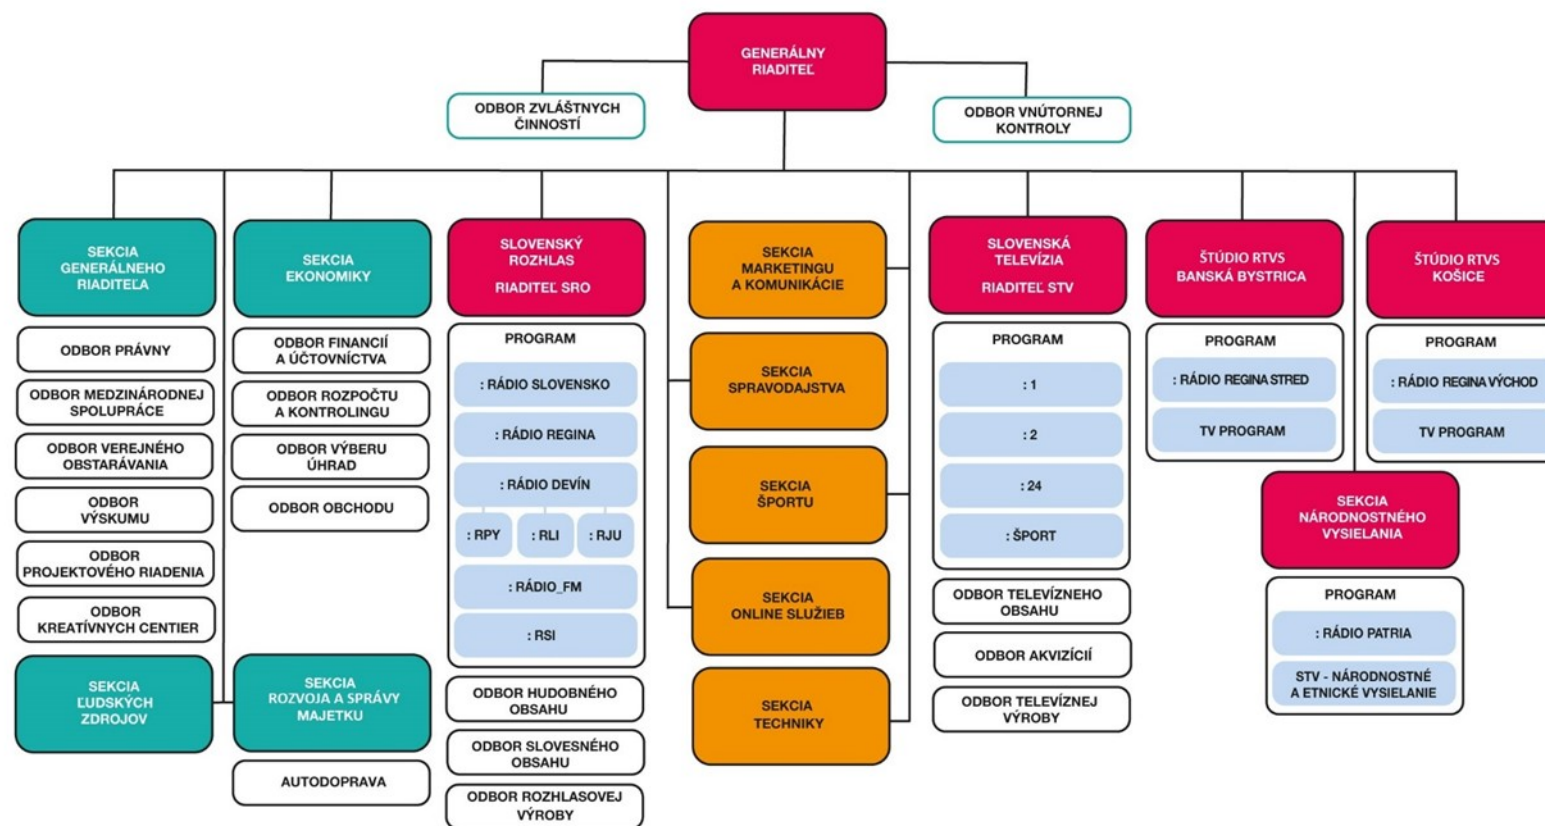 GENERÁLNY
RIADITEĽ
ODBOR ZVLÁŠTNYCH
ČINNOSTÍ
ODBOR VNÚTORNEJ
KONTROLY
SEKCIA
GENERÁLNEHO
RIADITEĽA
ODBOR PRÁVNY
ODBOR MEDZINÁRODNEJ
SPOLUPRÁCE
ODBOR VEREJNÉHO
OBSTARÁVANIA
ODBOR
VÝSKUMU
ODBOR
PROJEKTOVÉHO RIADENIA
ODBOR
KREATÍVNYCH CENTIER
SEKCIA
ĽUDSKÝCH
ZDROJOV
SEKCIA
EKONOMIKY
ODBOR FINANCIÍ
A ÚČTOVNÍCTVA
ODBOR ROZPOČTU
A KONTROLINGU
ODBOR VÝBERU
ÚHRAD
ODBOR OBCHODU
SEKCIA
ROZVOJA A SPRÁVY
MAJETKU
AUTODOPRAVA
SLOVENSKÝ
ROZHLAS
RIADITEĽ SRO
PROGRAM
: RÁDIO SLOVENSKO
: RÁDIO REGINA
: RÁDIO DEVÍN
: RPY
: RLI
: RJU
: RÁDIO_FM
: RSI
ODBOR HUDOBNÉHO
OBSAHU
ODBOR SLOVESNÉHO
OBSAHU
ODBOR ROZHLASOVEJ
VÝROBY
SEKCIA
MARKETINGU
A KOMUNIKÁCIE
SEKCIA
SPRAVODAJSTVA
SEKCIA
ŠPORTU
SEKCIA
ONLINE SLUŽIEB
SEKCIA
TECHNIKY
SLOVENSKÁ
TELEVÍZIA
RIADITEĽ STV
PROGRAM
: 1
: 2
: 24
: ŠPORT
ODBOR TELEVÍZNEHO
OBSAHU
ODBOR AKVIZÍCIÍ
ODBOR TELEVÍZNEJ
VÝROBY
ŠTÚDIO RTVS
BANSKÁ BYSTRICA
PROGRAM
: RÁDIO REGINA STRED
TV PROGRAM
ŠTÚDIO RTVS
KOŠICE
PROGRAM
: RÁDIO REGINA VÝCHOD
TV PROGRAM
SEKCIA
NÁRODNOSTNÉHO
VYSIELANIA
PROGRAM
: RÁDIO PATRIA
STV - NÁRODNOSTNÉ
A ETNICKÉ VYSIELANIE